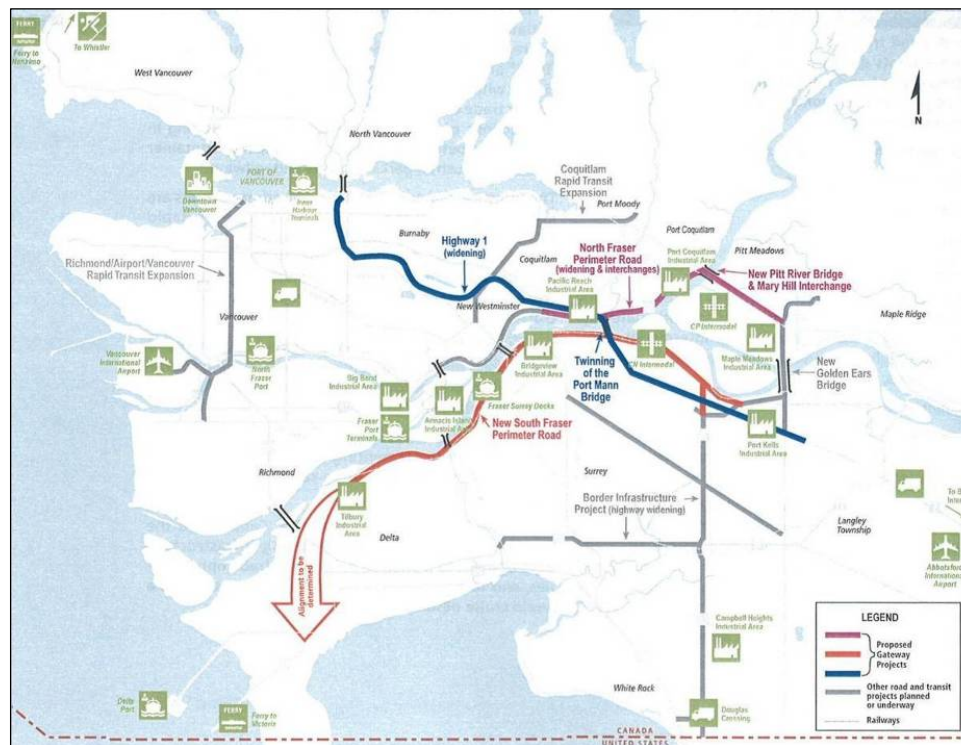 FERRY
Ferry to
Nanaimo
To Whistler
West Vancouver
North Vancouver
N
PORT OF
VANCOUVER
Downtown
Vancouver
Inner
Harbour
Terminals
Coquitlam
Rapid Transit
Expansion
Port Moody
Burnaby
Highway 1
(widening)
Coquitlam
North Fraser
Perimeter Road
(widening & interchanges)
Port Coquitlam
Port Coquitlam
Industrial Area
Pitt Meadows
New Pitt River Bridge
& Mary Hill Interchange
Richmond/Airport/Vancouver
Rapid Transit Expansion
Pacific Reach
Industrial Area
New Westminster
CP Intermodal
Maple Ridge
Vancouver
Vancouver
International
Airport
North
Fraser
Port
Big Bend
Industrial Area
Bridgeview
Industrial Area
CN Intermodal
Maple Meadows
Industrial Area
New
Golden Ears
Bridge
Twinning
of the
Port Mann
Bridge
Fraser
Port
Terminals
Annacis Island
Industrial Area
Fraser Surrey Docks
New South Fraser
Perimeter Road
Port Kells
Industrial Area
Richmond
Surrey
Tilbury
Industrial
Area
Delta
Border Infrastructure
Project (highway widening)
Langley
Township
Abbotsford
International
Airport
Alignment to be
determined
Campbell Heights
Industrial Area
White Rock
Delta
Port
FERRY
Ferry to
Victoria
Douglas
Crossing
CANADA
UNITED STATES
LEGEND
Proposed
Gateway
Projects
Other road and transit
projects planned
or underway
Railways